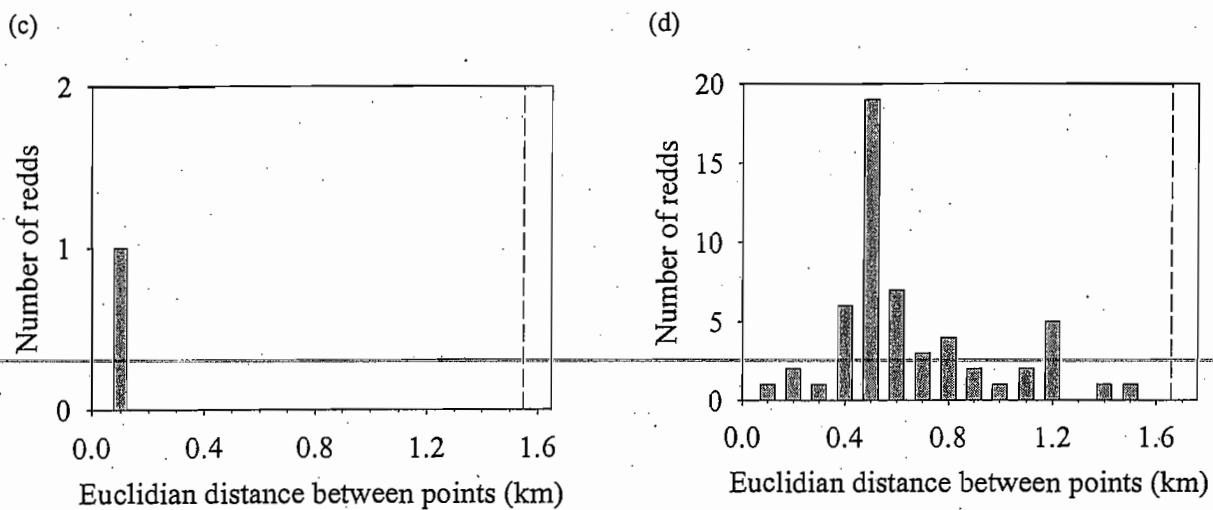 (c)
2
1
0
Number of redds
0.0 0.4 0.8 1.2 1.6
Euclidian distance between points (km)
(d)
20
15
10
5
0
Number of redds
0.0 0.4 0.8 1.2 1.6
Euclidian distance between points (km)